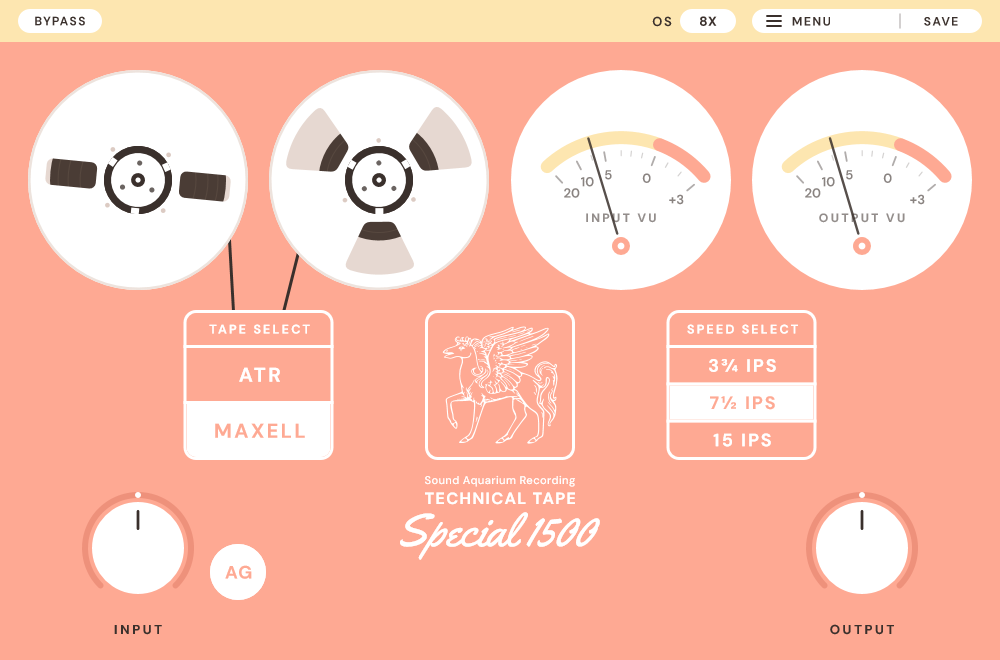 BYPASS
OS 8X MENU SAVE
20 10 5 0 +3
INPUT VU
20 10 5 0 +3
OUTPUT VU
TAPE SELECT
ATR
MAXELL
SPEED SELECT
3¾ IPS
7½ IPS
15 IPS
Sound Aquarium Recording
TECHNICAL TAPE
Special 1500
AG
INPUT
OUTPUT